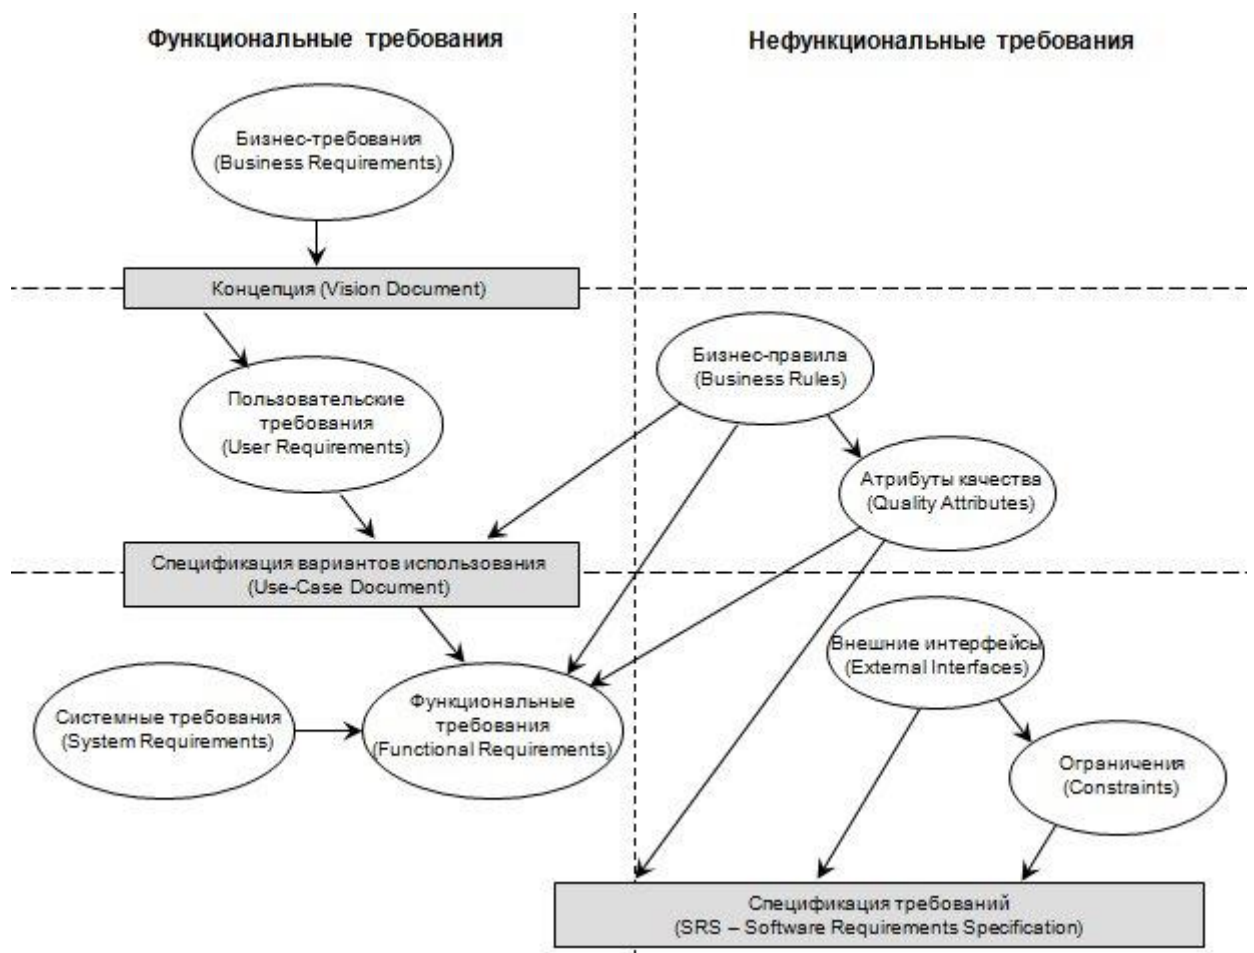 Функциональные требования
Нефункциональные требования
Бизнес-требования
(Business Requirements)
Концепция (Vision Document)
Бизнес-правила
(Business Rules)
Пользовательские
требования
(User Requirements)
Атрибуты качества
(Quality Attributes)
Спецификация вариантов использования
(Use-Case Document)
Внешние интерфейсы
(External Interfaces)
Системные требования
(System Requirements)
Функциональные
требования
(Functional Requirements)
Ограничения
(Constraints)
Спецификация требований
(SRS – Software Requirements Specification)